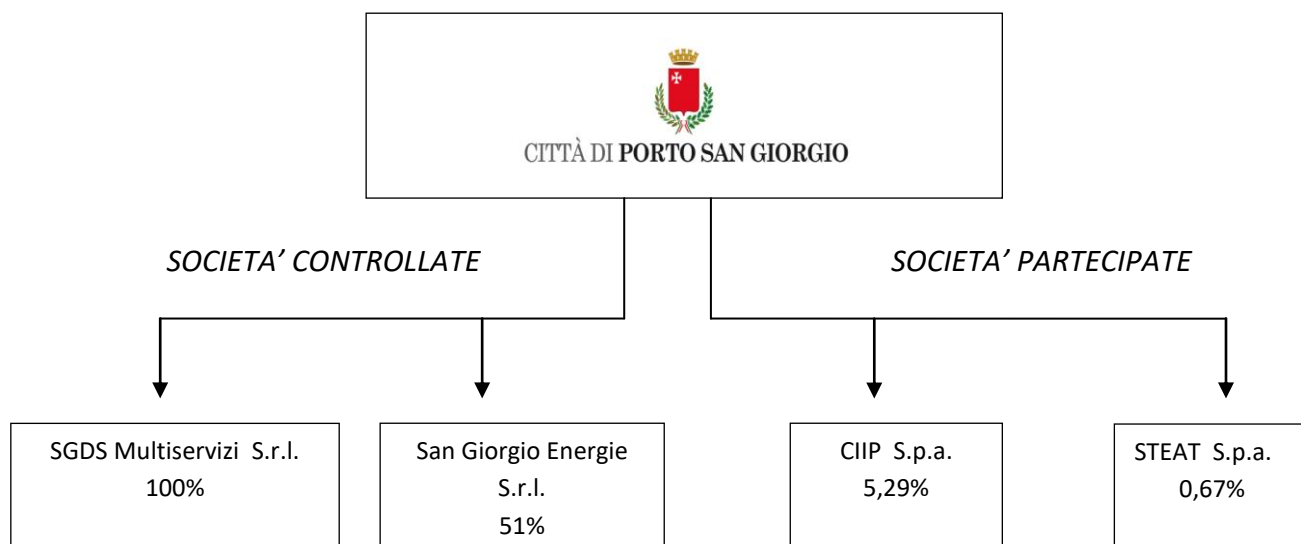 CITTÀ DI PORTO SAN GIORGIO
SOCIETA’ CONTROLLATE
SOCIETA’ PARTECIPATE
SGDS Multiservizi S.r.l.
100%
San Giorgio Energie
S.r.l.
51%
CIIP S.p.a.
5,29%
STEAT S.p.a.
0,67%